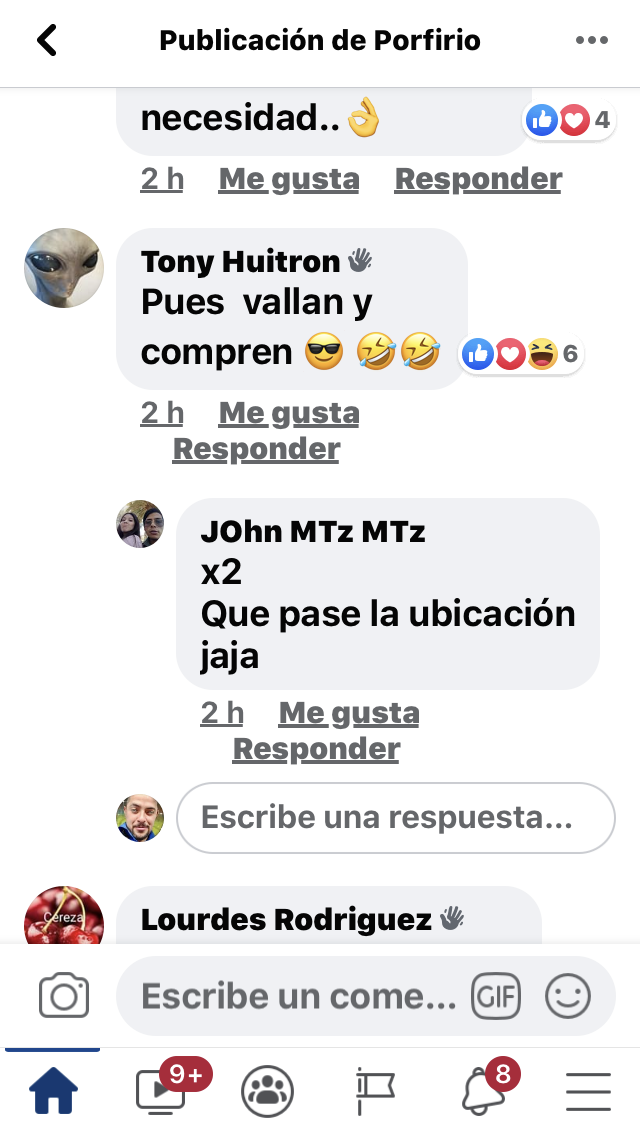 Publicación de Porfirio
necesidad..👌
4
2 h Me gusta Responder
Tony Huitron
Pues vallan y
compren 😎 🤣🤣
6
2 h Me gusta
Responder
JOhn MTz MTz
x2
Que pase la ubicación
jaja
2 h Me gusta
Responder
Escribe una respuesta...
Cereza
Lourdes Rodriguez
Escribe un come...
GIF
9+
8